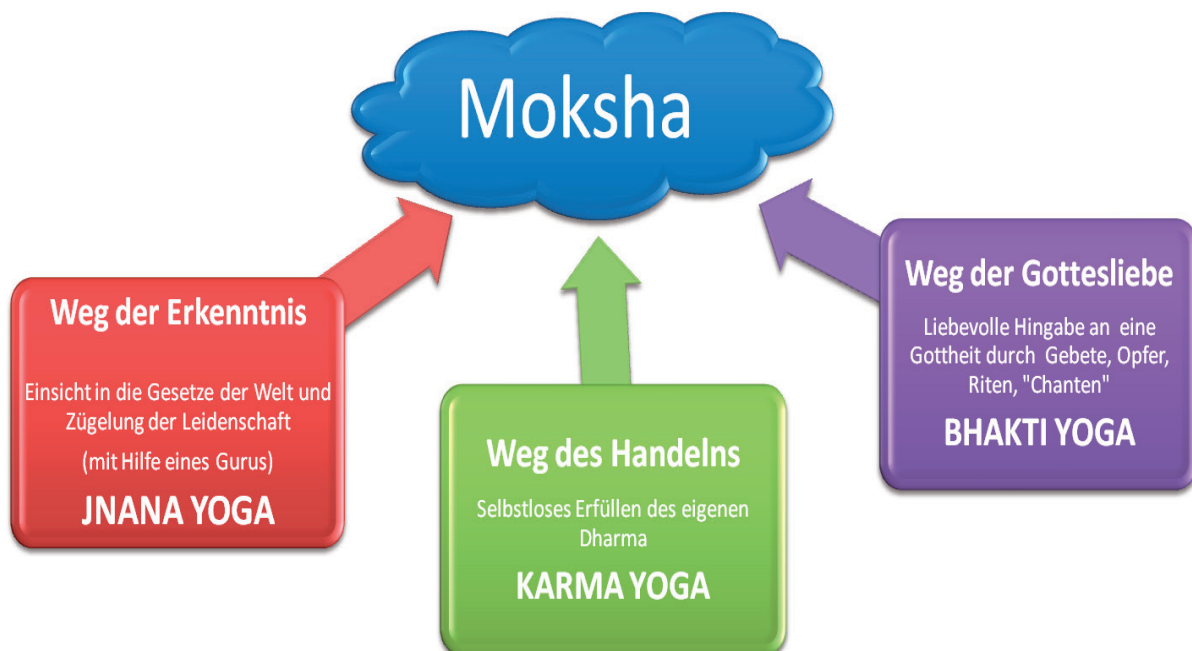 Moksha
Weg der Erkenntnis
Einsicht in die Gesetze der Welt und
Zügelung der Leidenschaft
(mit Hilfe eines Gurus)
JNANA YOGA
Weg des Handelns
Selbstloses Erfüllen des eigenen
Dharma
KARMA YOGA
Weg der Gottesliebe
Liebevolle Hingabe an eine
Gottheit durch Gebete, Opfer,
Riten, "Chanten"
BHAKTI YOGA